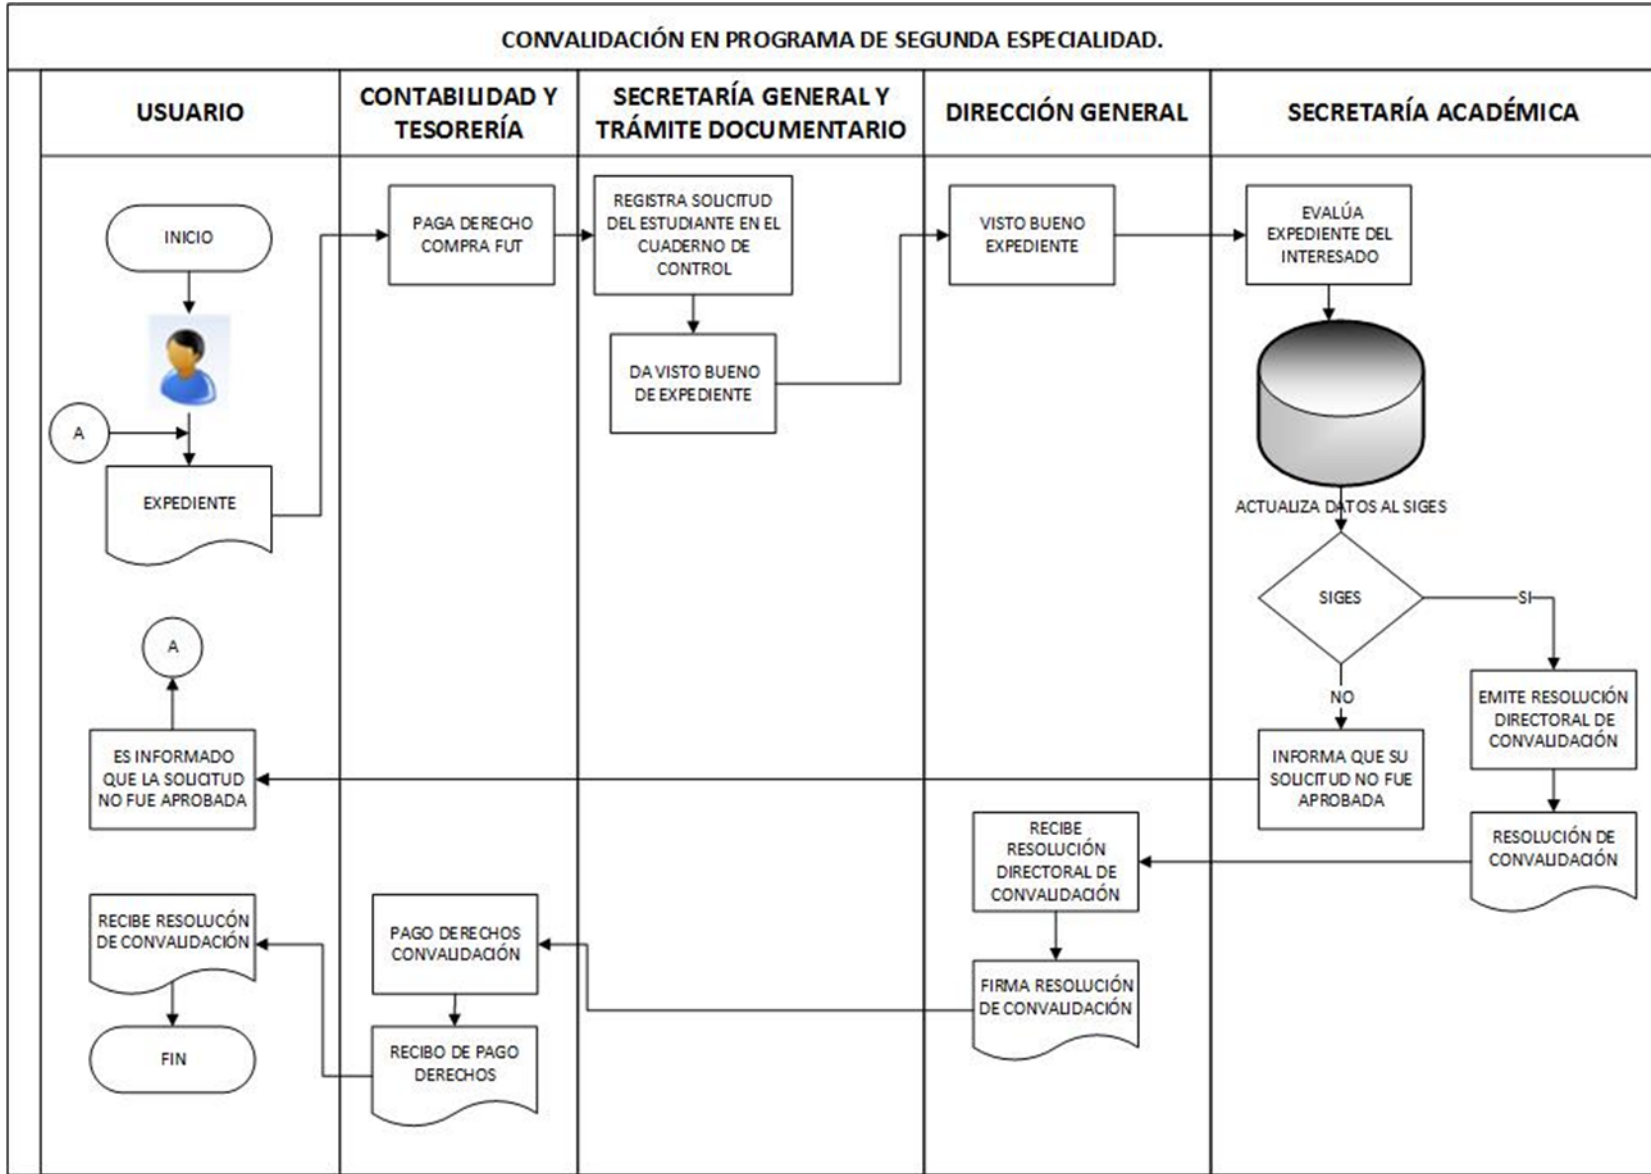 CONVALIDACIÓN EN PROGRAMA DE SEGUNDA ESPECIALIDAD.
USUARIO
CONTABILIDAD Y
TESORERÍA
SECRETARÍA GENERAL Y
TRÁMITE DOCUMENTARIO
DIRECCIÓN GENERAL
SECRETARÍA ACADÉMICA
INICIO
A
EXPEDIENTE
PAGA DERECHO
COMPRA FUT
REGISTRA SOLICITUD
DEL ESTUDIANTE EN EL
CUADERNO DE
CONTROL
DA VISTO BUENO
DE EXPEDIENTE
VISTO BUENO
EXPEDIENTE
EVALÚA
EXPEDIENTE DEL
INTERESADO
ACTUALIZA DATOS AL SIGES
SIGES
SI
NO
EMITE RESOLUCIÓN
DIRECTORAL DE
CONVALIDACIÓN
INFORMA QUE SU
SOLICITUD NO FUE
APROBADA
A
ES INFORMADO
QUE LA SOLICITUD
NO FUE APROBADA
RESOLUCIÓN DE
CONVALIDACIÓN
RECIBE
RESOLUCIÓN
DIRECTORAL DE
CONVALIDACIÓN
FIRMA RESOLUCIÓN
DE CONVALIDACIÓN
PAGO DERECHOS
CONVALIDACIÓN
RECIBO DE PAGO
DERECHOS
RECIBE RESOLUCÓN
DE CONVALIDACIÓN
FIN